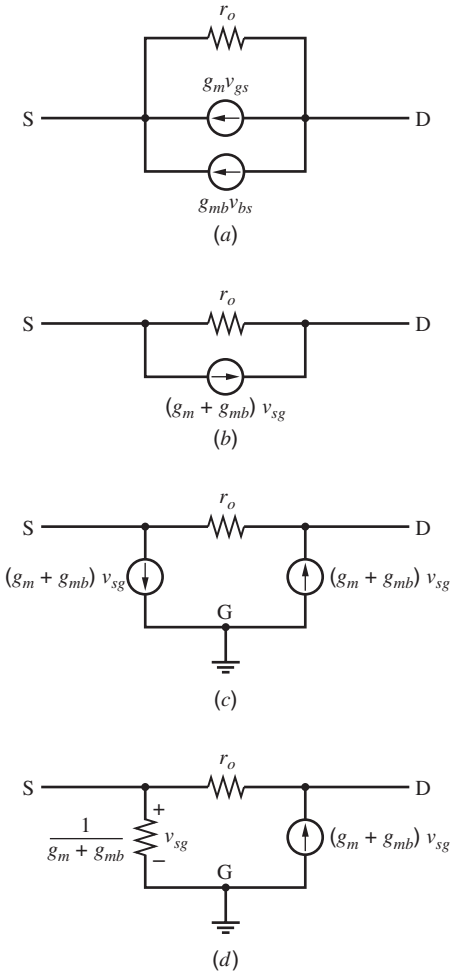 r_o
g_m v_gs
S D
g_mb v_bs
(a)
r_o
S D
(g_m + g_mb) v_sg
(b)
r_o
S D
(g_m + g_mb) v_sg (g_m + g_mb) v_sg
G
(c)
r_o
S D
+
1
g_m + g_mb
v_sg (g_m + g_mb) v_sg
−
G
(d)